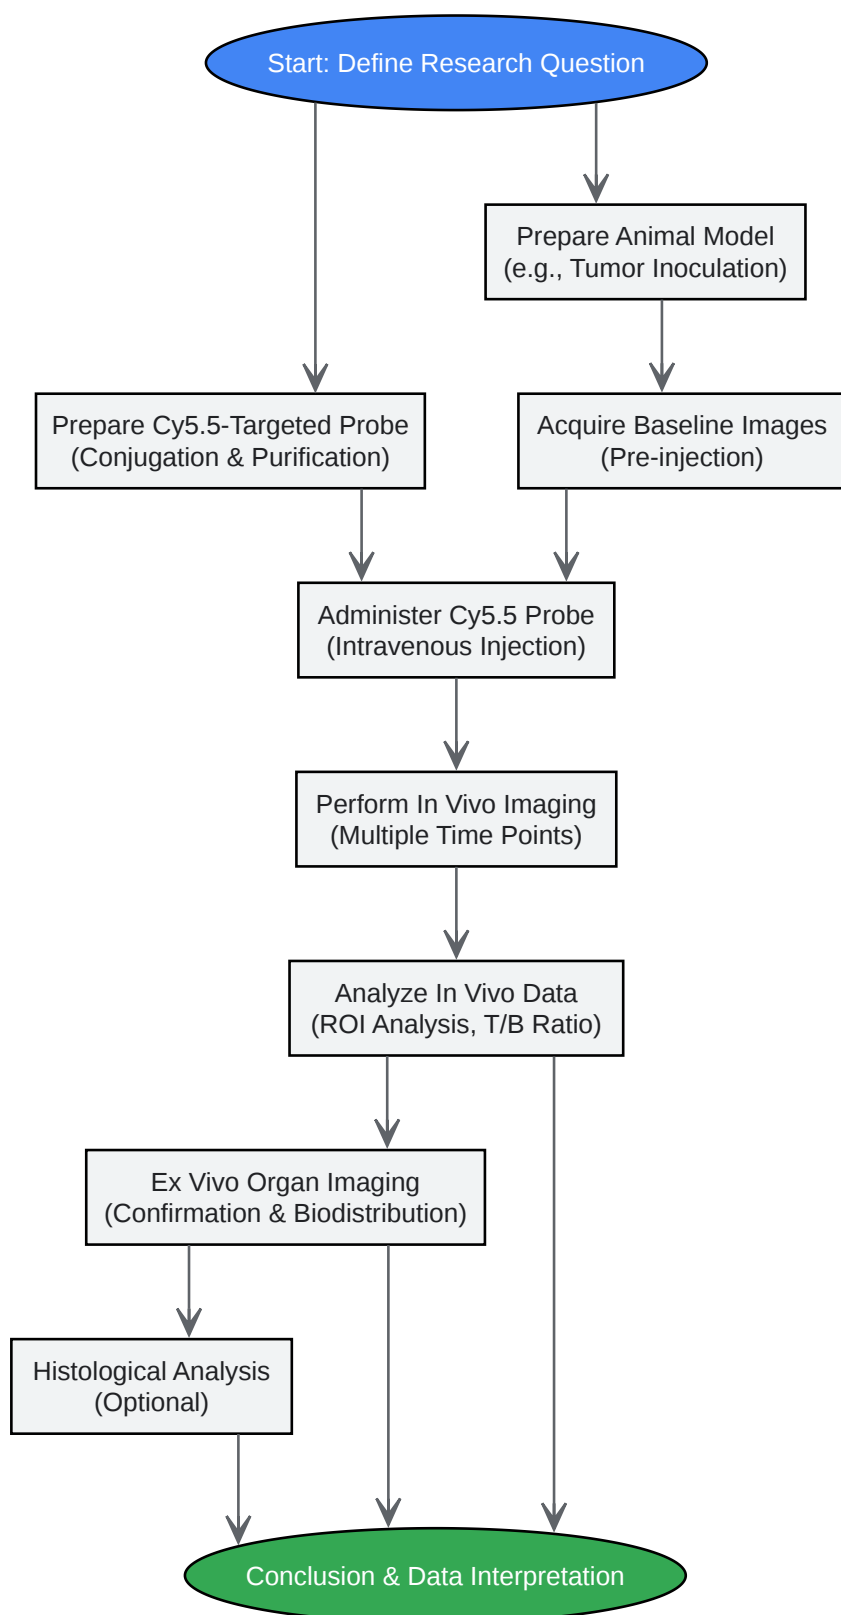 Start: Define Research Question
Prepare Animal Model
(e.g., Tumor Inoculation)
Prepare Cy5.5-Targeted Probe
(Conjugation & Purification)
Acquire Baseline Images
(Pre-injection)
Administer Cy5.5 Probe
(Intravenous Injection)
Perform In Vivo Imaging
(Multiple Time Points)
Analyze In Vivo Data
(ROI Analysis, T/B Ratio)
Ex Vivo Organ Imaging
(Confirmation & Biodistribution)
Histological Analysis
(Optional)
Conclusion & Data Interpretation